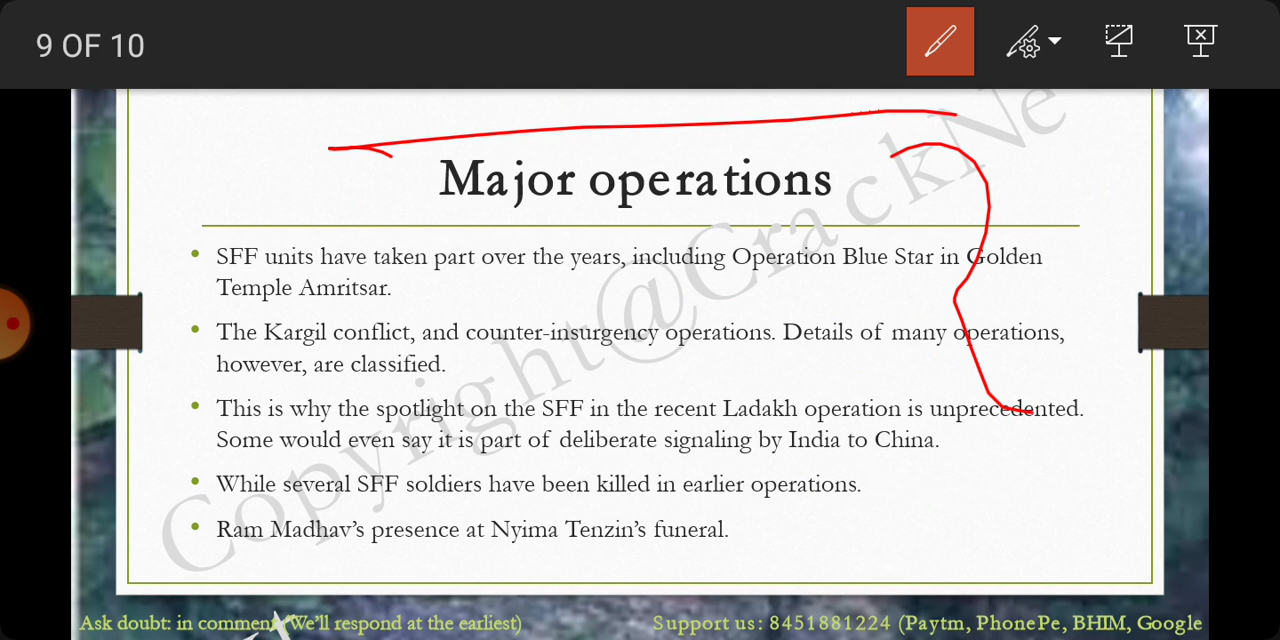 9 OF 10
Major operations
• SFF units have taken part over the years, including Operation Blue Star in Golden
Temple Amritsar.
• The Kargil conflict, and counter-insurgency operations. Details of many operations,
however, are classified.
• This is why the spotlight on the SFF in the recent Ladakh operation is unprecedented.
Some would even say it is part of deliberate signaling by India to China.
• While several SFF soldiers have been killed in earlier operations.
• Ram Madhav's presence at Nyima Tenzin's funeral.
Copyright@CrackNe
Ask doubt: in comment (We'll respond at the earliest)
Support us: 8451881224 (Paytm, PhonePe, BHIM, Google